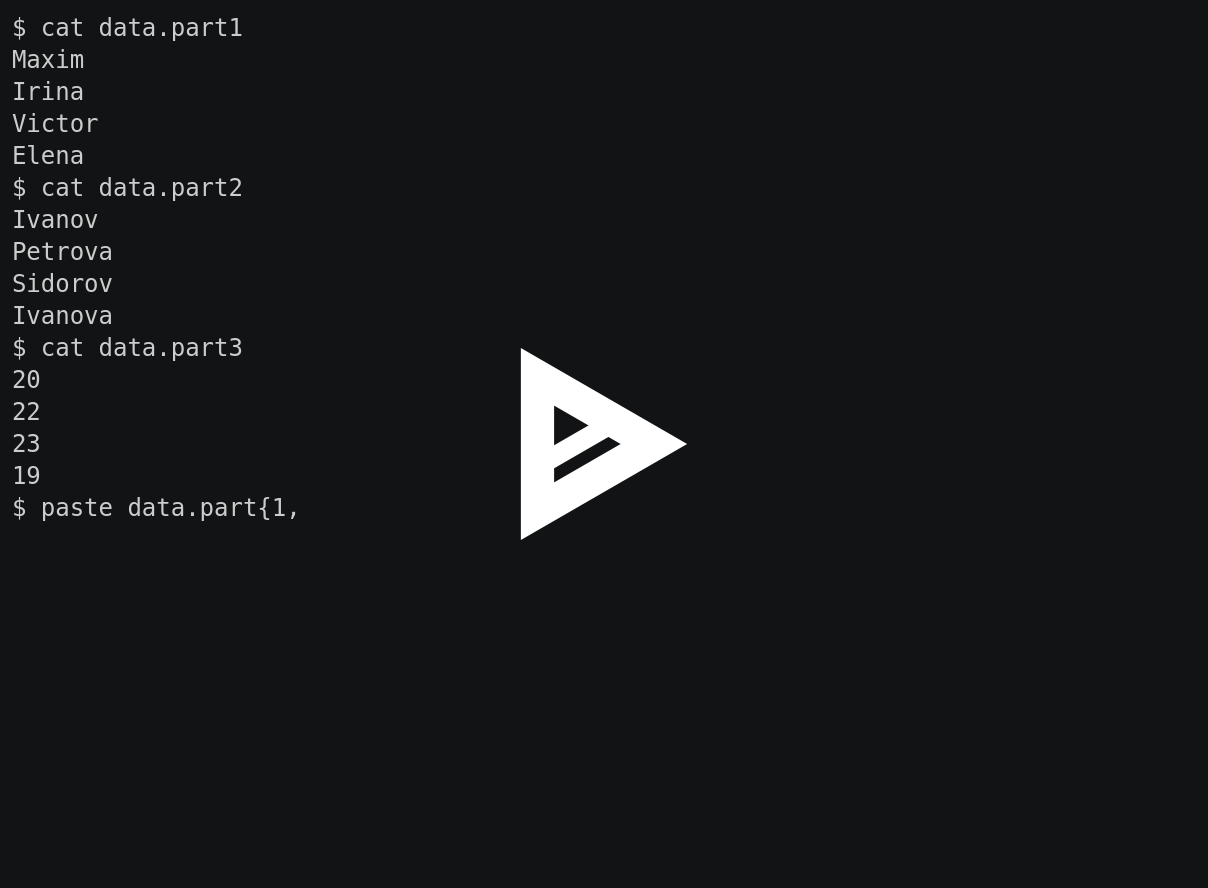 $ cat data.part1
Maxim
Irina
Victor
Elena
$ cat data.part2
Ivanov
Petrova
Sidorov
Ivanova
$ cat data.part3
20
22
23
19
$ paste data.part{1,